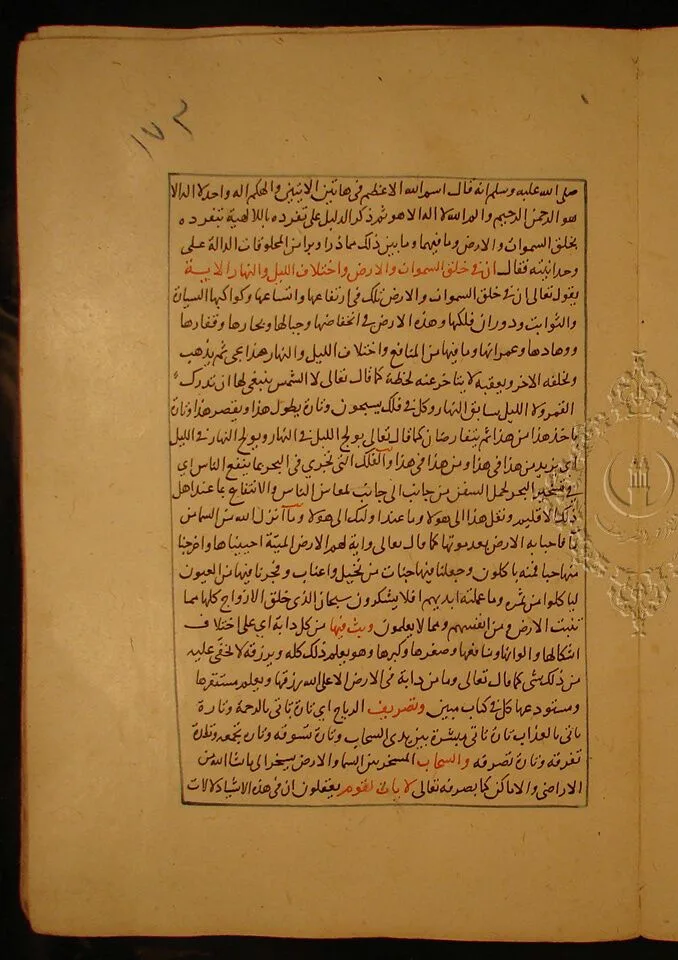 ١٧٣
صلى الله عليه وسلم انه قال اسم الله الاعظم في هاتين الايتين والهكم اله واحد لا اله الا
هو الرحمن الرحيم والم الله لا اله الا هو ثم ذكر الدليل على تفرده باللالهية بتفرده
بخلق السموات والارض وما فيهما وما بين ذلك مما ذرا وبرا من المخلوقات الدالة على
وحدانيته فقال ان في خلق السموات والارض واختلاف الليل والنهار الاية
يقول تعالى ان في خلق السموات والارض تلك في ارتفاعها واتساعها وكواكبها السيارة
والثوابت ودوران فلكها وهذه الارض في انخفاضها وجبالها وبحارها وقفارها
ووهادها وعمرانها وما فيها من المنافع واختلاف الليل والنهار هذا يجي ثم يذهب
ويخلفه الاخر ويعقبه لا يتاخر عنه لحظة كما قال تعالى لا الشمس ينبغي لها ان تدرك
القمر ولا الليل سابق النهار وكل في فلك يسبحون وتارة يطول هذا ويقصر هذا وتارة
ياخذ هذا من هذا ثم يتقارضان كما قال تعالى يولج الليل في النهار ويولج النهار في الليل
اي يزيد من هذا في هذا ومن هذا في هذا والفلك التي تجري في البحر بما ينفع الناس اي
في تسخير البحر لحمل السفن من جانب الى جانب لمعاش الناس والانتفاع بما عند اهل
ذلك الاقليم ونقل هذا الى هولا وما عند اوليك الى هولا وما انزل الله من السما من
ما فاحيا به الارض بعد موتها كما قال تعالى واية لهم الارض الميتة احييناها واخرجنا
منها حبا فمنه ياكلون وجعلنا فيها جنات من نخيل واعناب وفجرنا فيها من العيون
لياكلوا من ثمره وما عملته ايديهم افلا يشكرون سبحان الذي خلق الازواج كلها مما
تنبت الارض ومن انفسهم ومما لا يعلمون وبث فيها من كل دابة اي على اختلاف
اشكالها والوانها ومنافعها وصغرها وكبرها وهو يعلم ذلك كله ويرزقه لا يخفى عليه
من ذلك شي كما قال تعالى وما من دابة في الارض الا على الله رزقها ويعلم مستقرها
ومستودعها كل في كتاب مبين وتصريف الرياح اي تارة تاتي بالرحمة وتارة
تاتي بالعذاب تارة تاتي مبشرة بين يدي السحاب وتارة تسوقه وتارة تجمعه وتارة
تفرقه وتارة تصرفه والسحاب المسخر بين السما والارض يسخر الى ما شا الله من
الاراضي والاماكن كما يصرفه تعالى لايات لقوم يعقلون ان في هذه الاشيا دلالات